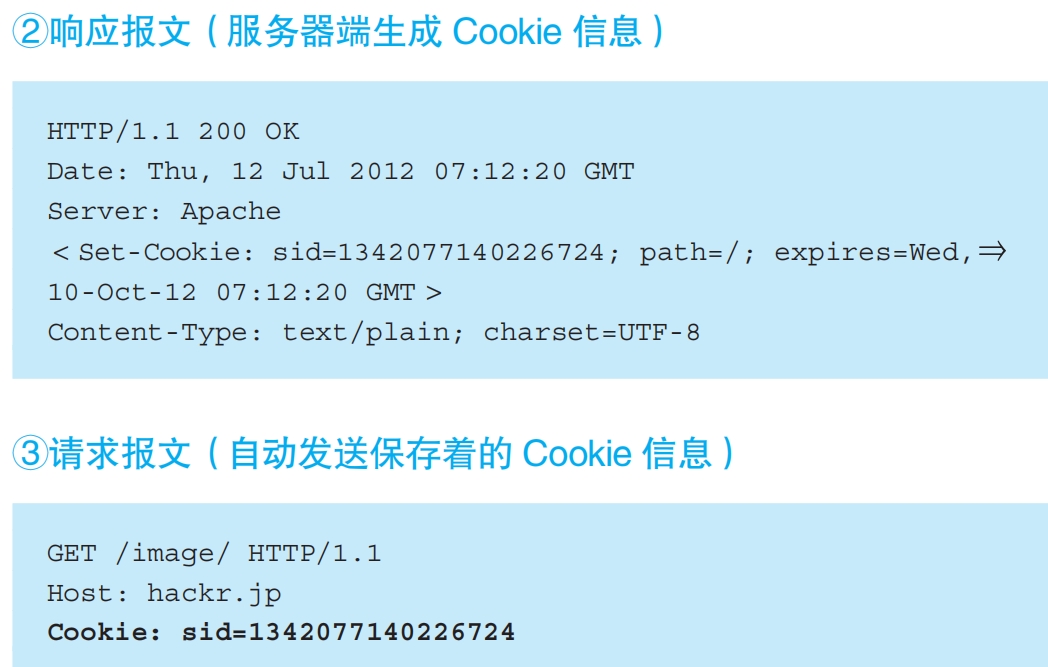 ②响应报文（服务器端生成 Cookie 信息）
HTTP/1.1 200 OK
Date: Thu, 12 Jul 2012 07:12:20 GMT
Server: Apache
＜Set-Cookie: sid=1342077140226724; path=/; expires=Wed,⇒
10-Oct-12 07:12:20 GMT＞
Content-Type: text/plain; charset=UTF-8
③请求报文（自动发送保存着的 Cookie 信息）
GET /image/ HTTP/1.1
Host: hackr.jp
Cookie: sid=1342077140226724